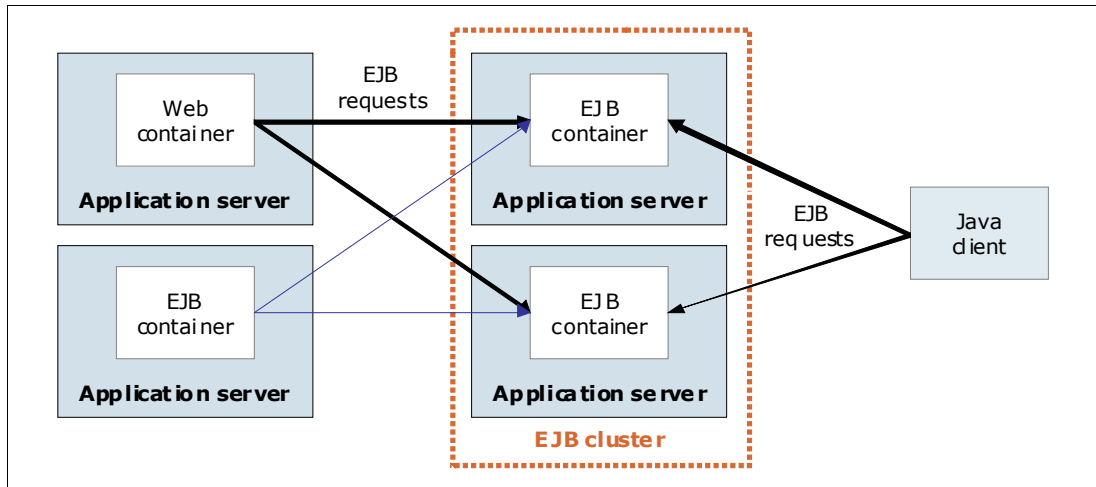 Web
container
Application server
EJB
requests
EJB
container
Application server
EJB
container
Application server
EJB
container
Application server
EJB cluster
EJB
requests
Java
client